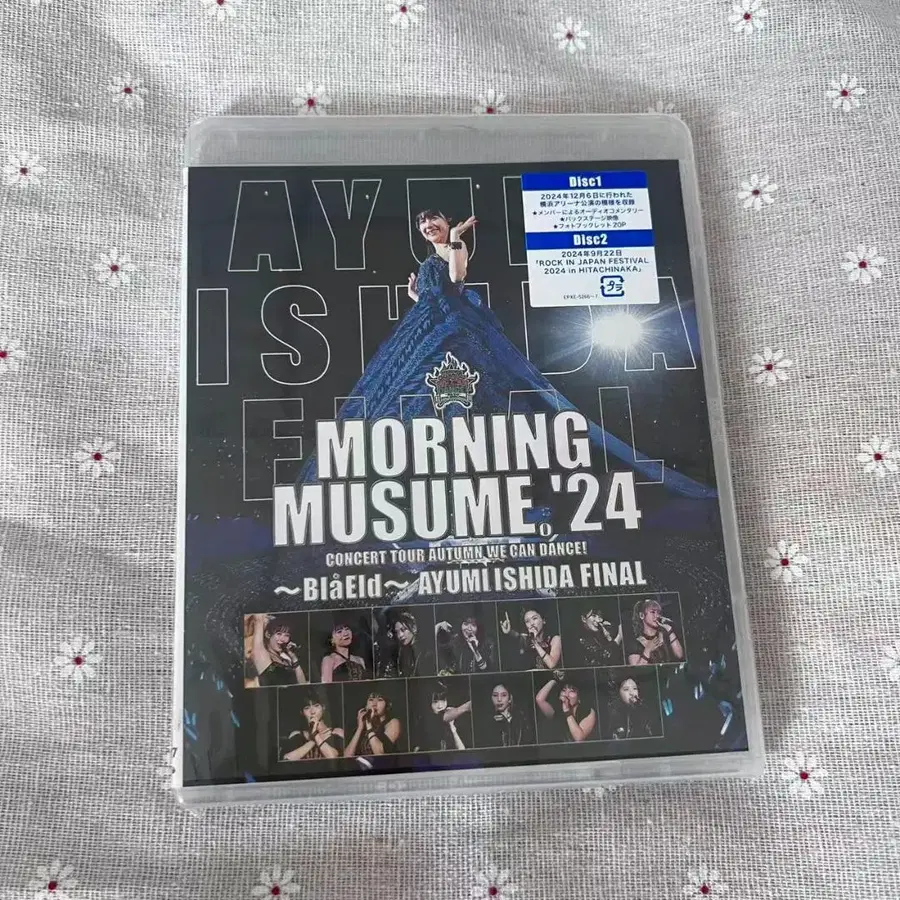 AYUMI
ISHIDA
FINAL
Disc1
2024年12月6日に行われた
横浜アリーナ公演の模様を収録
★メンバーによるオーディオコメンタリー
★バックステージ映像
★フォトブックレット20P
Disc2
2024年9月22日
「ROCK IN JAPAN FESTIVAL
2024 in HITACHINAKA」
プラ
EPXE-5266~7
MORNING
MUSUME。'24
CONCERT TOUR AUTUMN WE CAN DANCE!
～BlåEld～ AYUMI ISHIDA FINAL